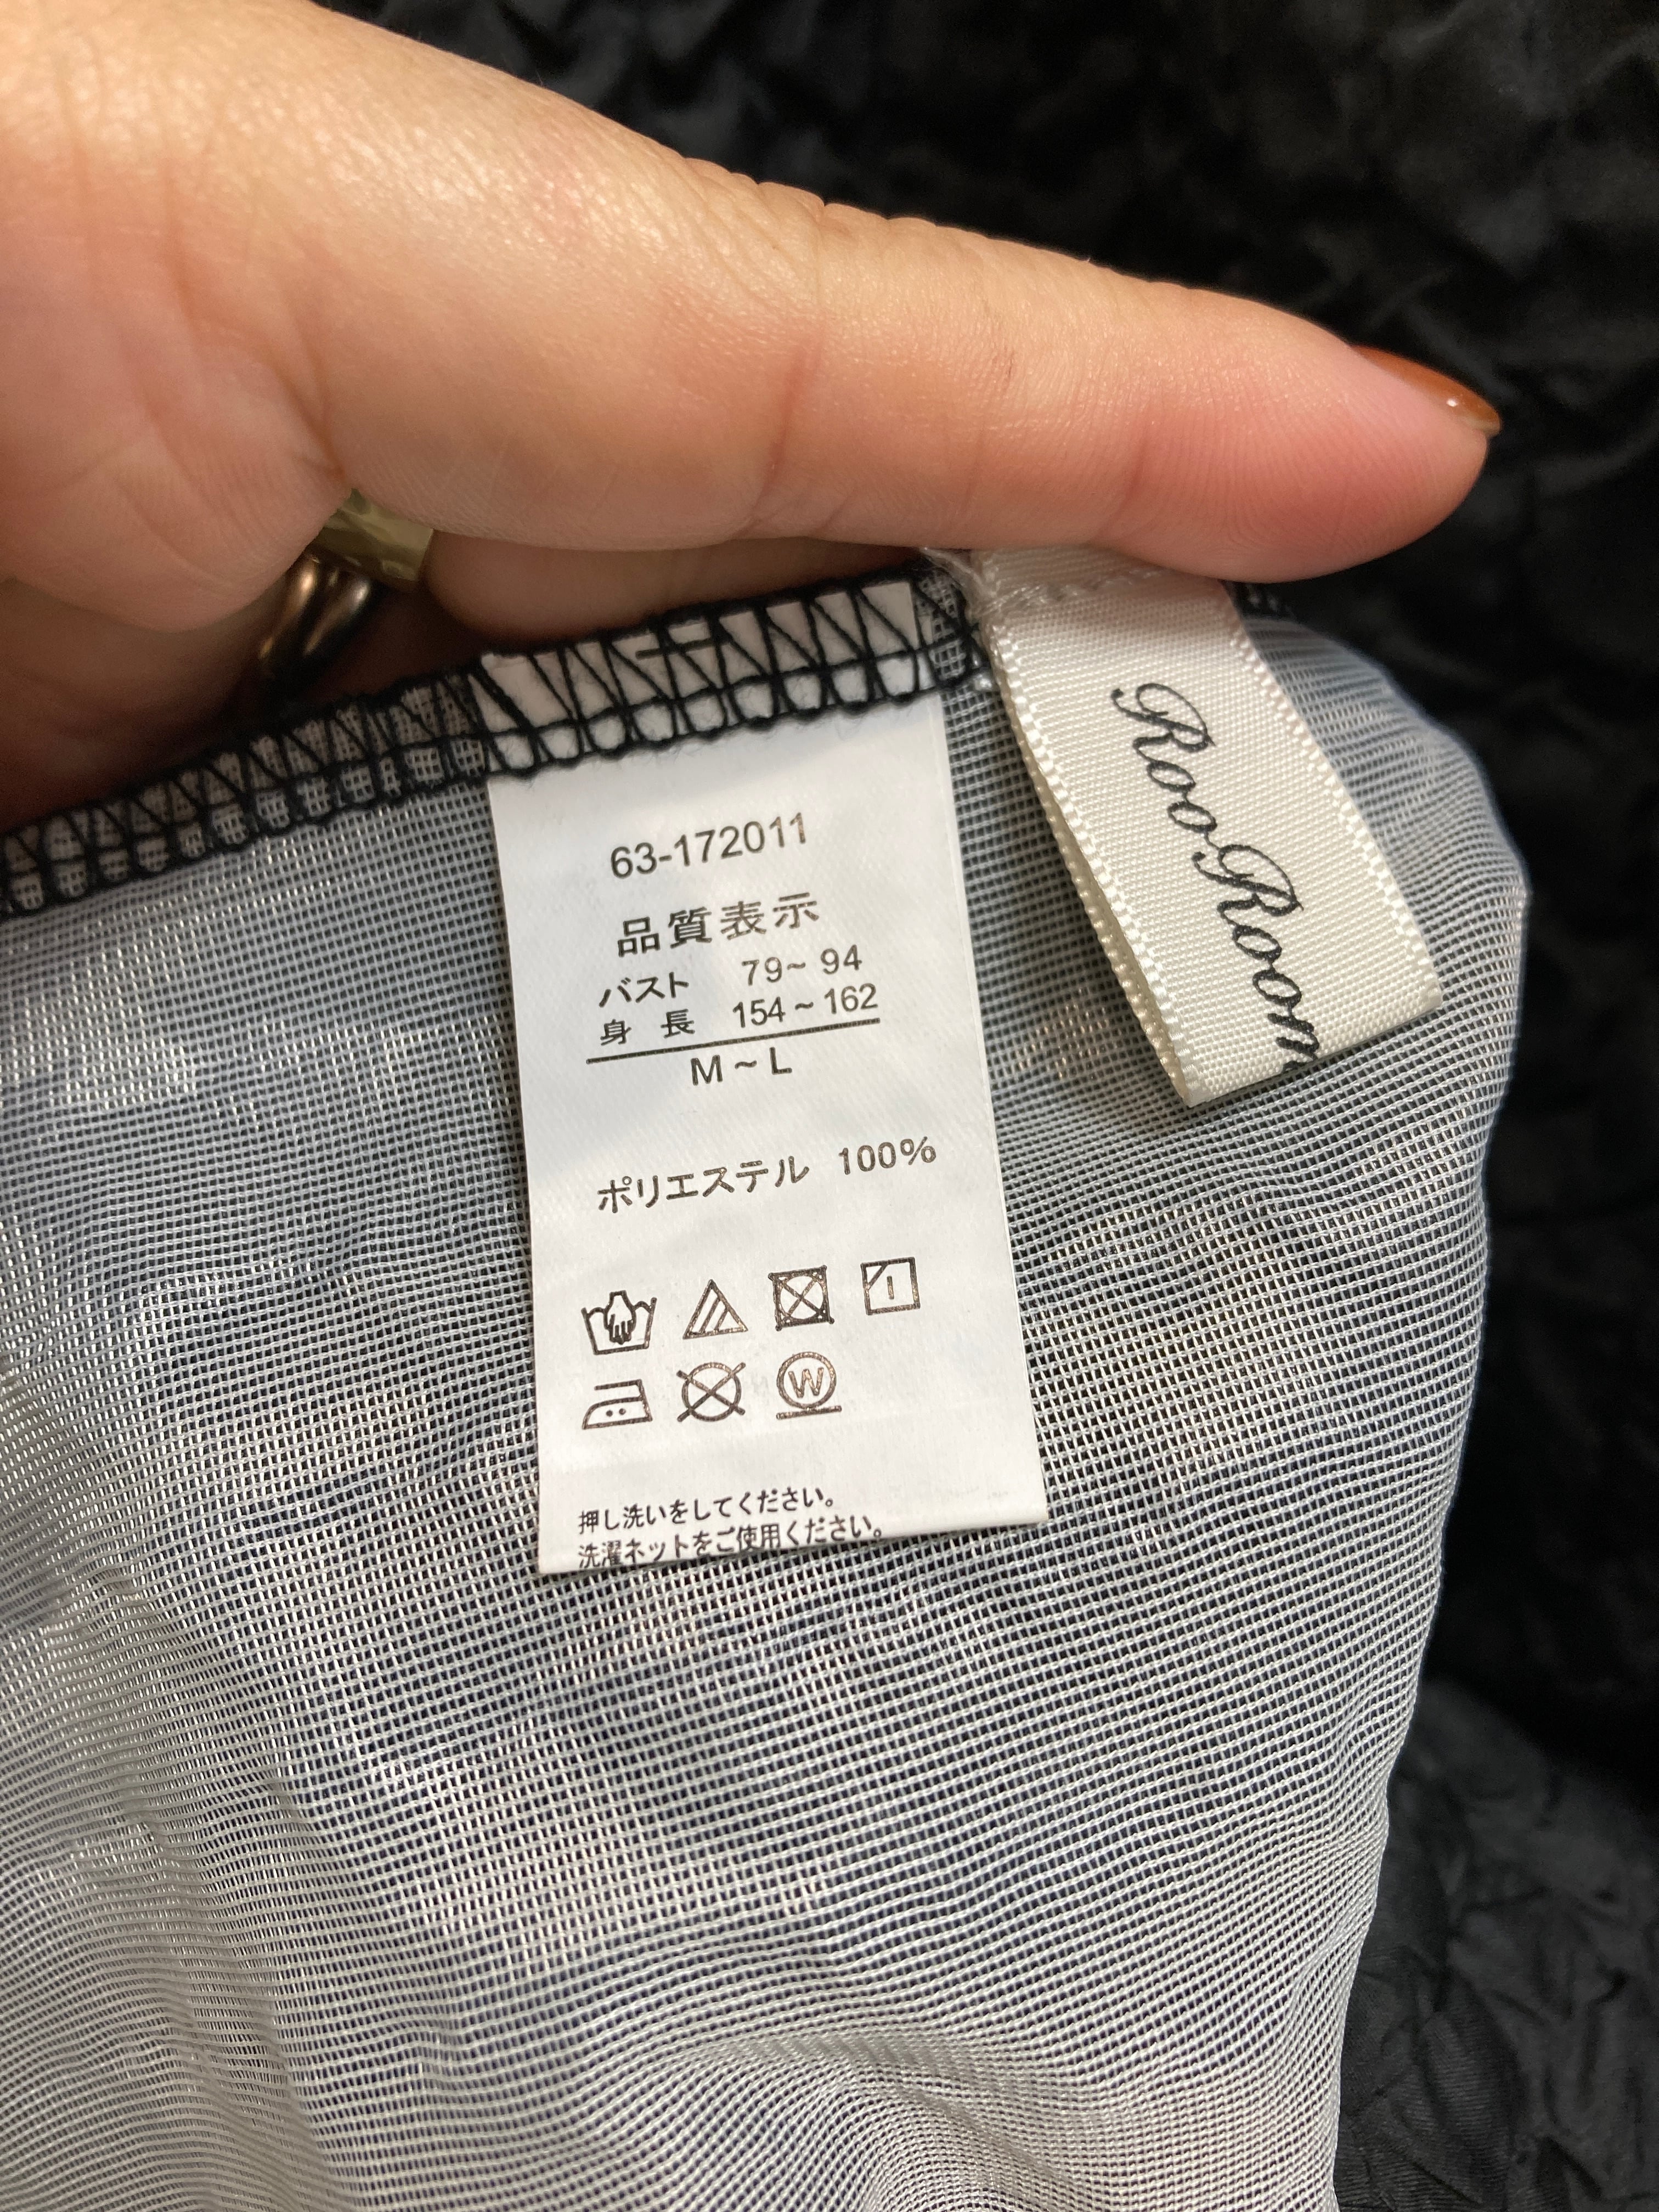 63-172011
品質表示
バスト 79~94
身 長 154~162
M~L
ポリエステル 100%
W
押し洗いをしてください。
洗濯ネットをご使用ください。
RooRoom